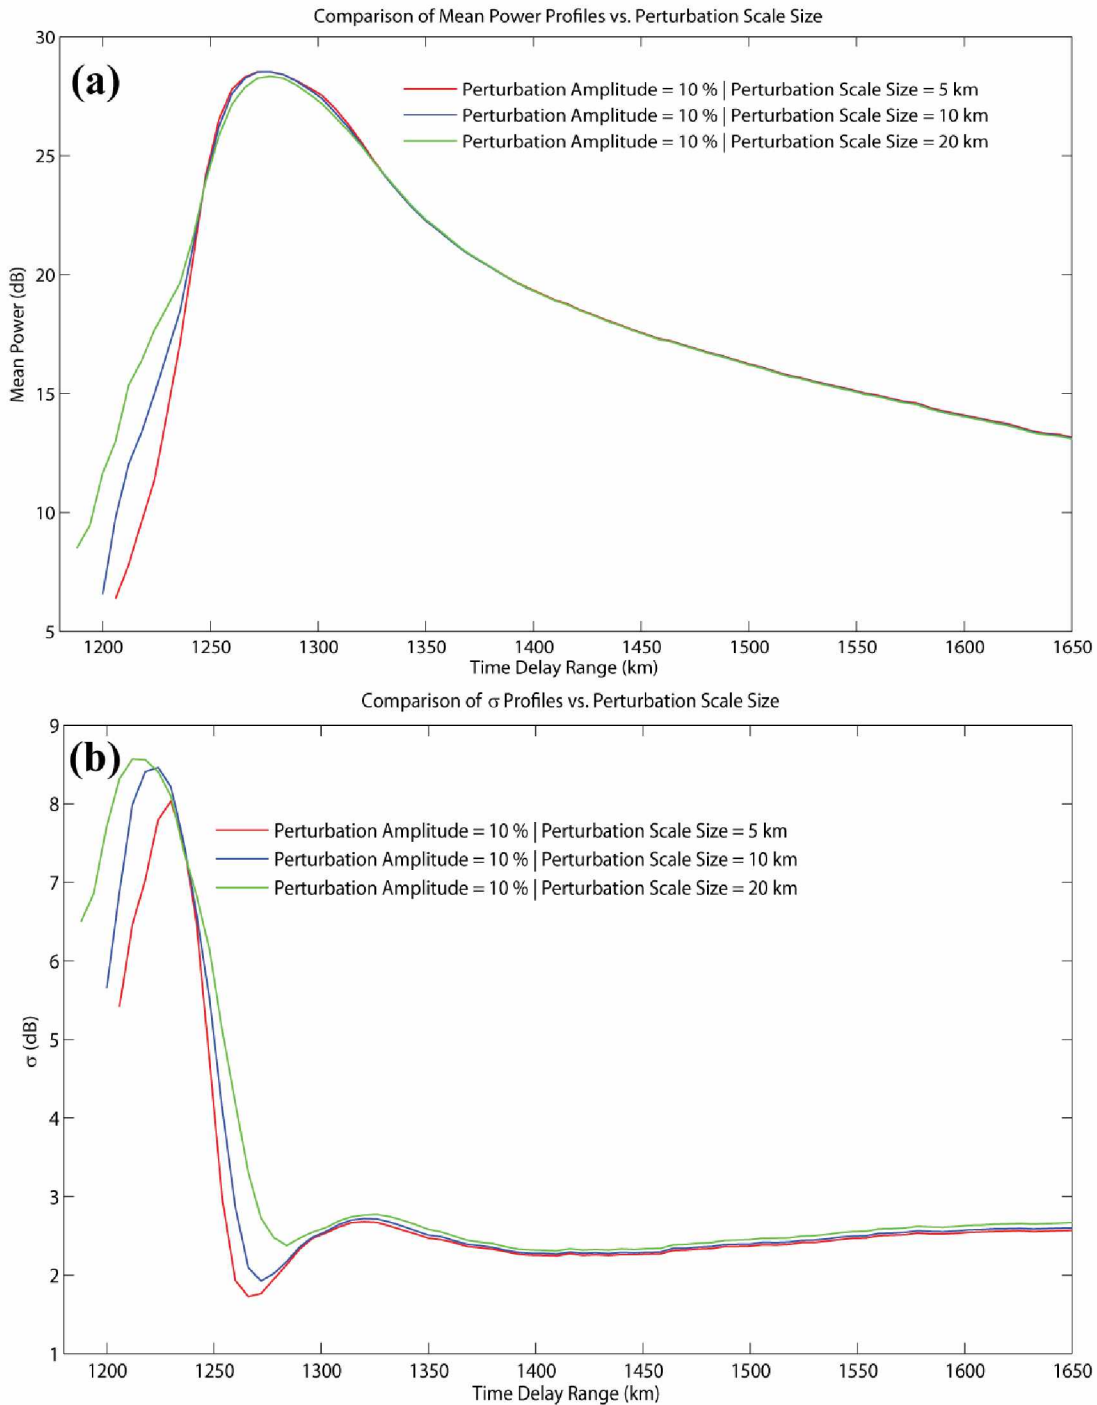 Comparison of Mean Power Profiles vs. Perturbation Scale Size
(a)
30
25
20
15
10
5
Mean Power (dB)
Perturbation Amplitude = 10 % | Perturbation Scale Size = 5 km
Perturbation Amplitude = 10 % | Perturbation Scale Size = 10 km
Perturbation Amplitude = 10 % | Perturbation Scale Size = 20 km
1200 1250 1300 1350 1400 1450 1500 1550 1600 1650
Time Delay Range (km)
Comparison of σ Profiles vs. Perturbation Scale Size
(b)
9
8
7
6
5
4
3
2
1
σ (dB)
Perturbation Amplitude = 10 % | Perturbation Scale Size = 5 km
Perturbation Amplitude = 10 % | Perturbation Scale Size = 10 km
Perturbation Amplitude = 10 % | Perturbation Scale Size = 20 km
1200 1250 1300 1350 1400 1450 1500 1550 1600 1650
Time Delay Range (km)